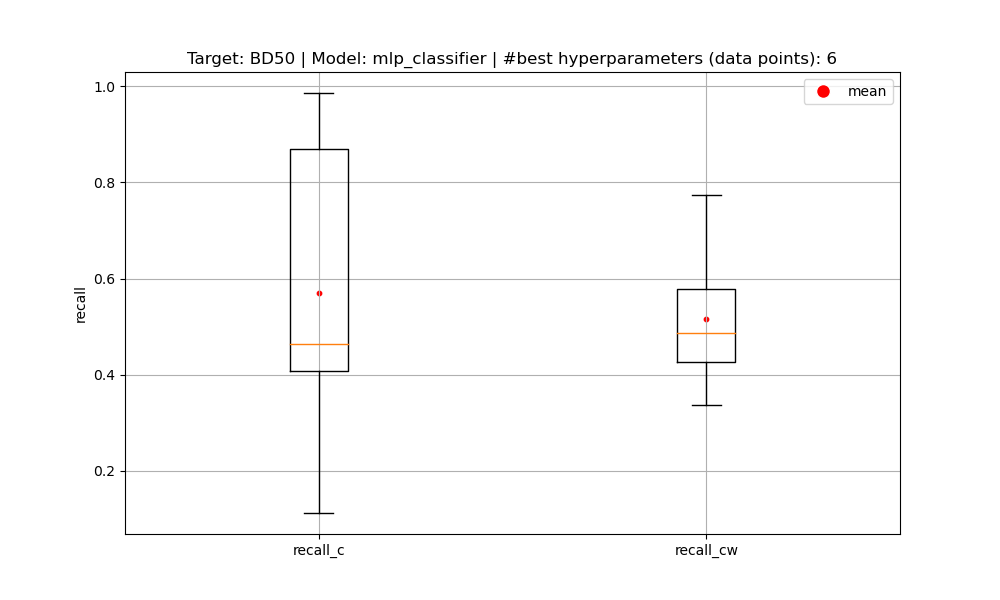 Target: BD50 | Model: mlp_classifier | #best hyperparameters (data points): 6
mean
1.0
0.8
0.6
0.4
0.2
recall
recall_c
recall_cw